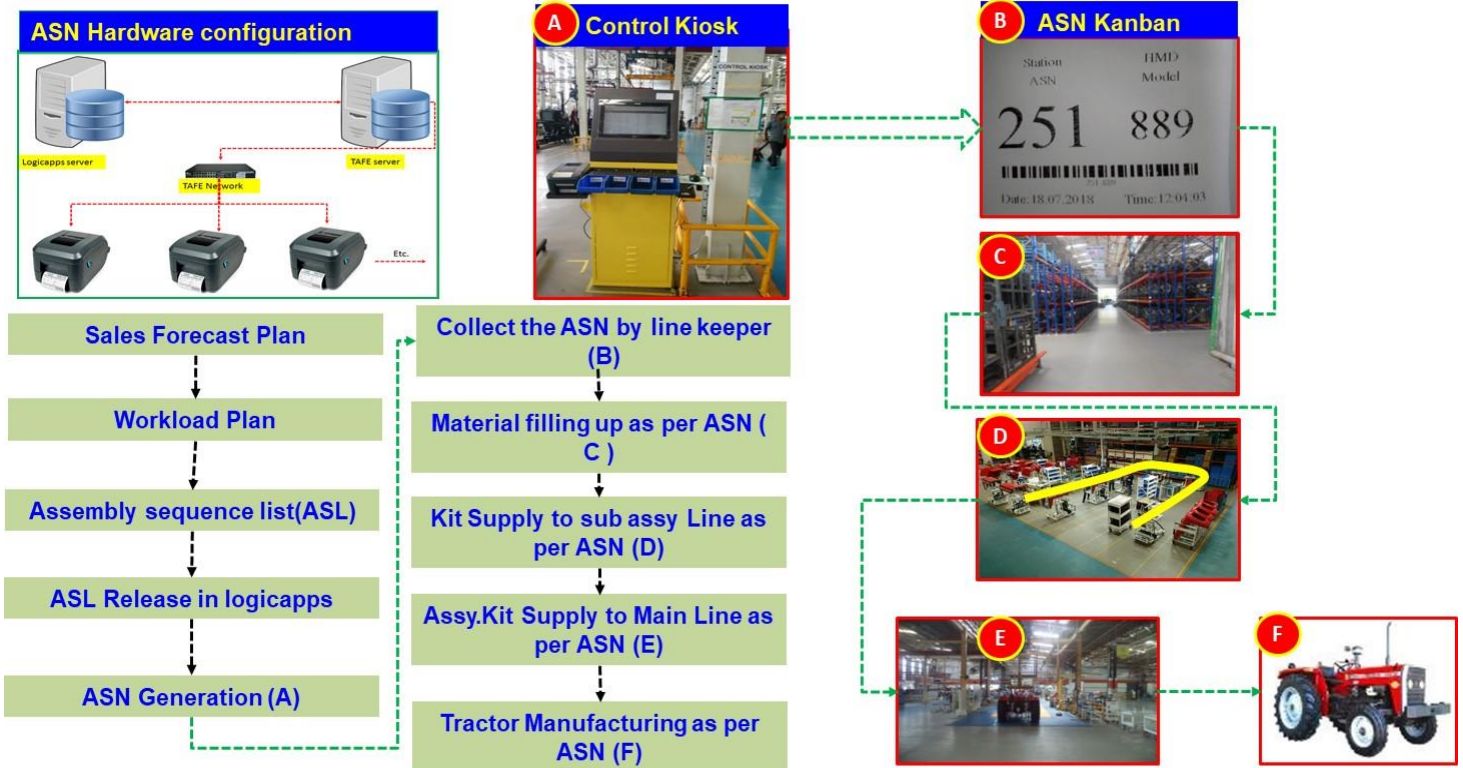 ASN Hardware configuration
Logicapps server
TAFE server
TAFE Network
Etc.
A
Control Kiosk
CONTROL KIOSK
B
ASN Kanban
Station
ASN
HMD
Model
251
889
251 889
Date:18.07.2018
Time:12:04:03
C
D
E
F
Sales Forecast Plan
Workload Plan
Assembly sequence list(ASL)
ASL Release in logicapps
ASN Generation (A)
Collect the ASN by line keeper
(B)
Material filling up as per ASN (
C )
Kit Supply to sub assy Line as
per ASN (D)
Assy.Kit Supply to Main Line as
per ASN (E)
Tractor Manufacturing as per
ASN (F)